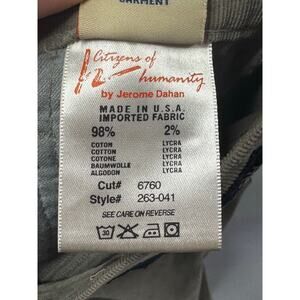 GARMENT
Citizens of
humanity
by Jerome Dahan
MADE IN U.S.A.
IMPORTED FABRIC
98% 2%
COTON LYCRA
COTTON LYCRA
COTONE LYCRA
BAUMWOLLE LYCRA
ALGODON LYCRA
Cut# 6760
Style# 263-041
SEE CARE ON REVERSE
30